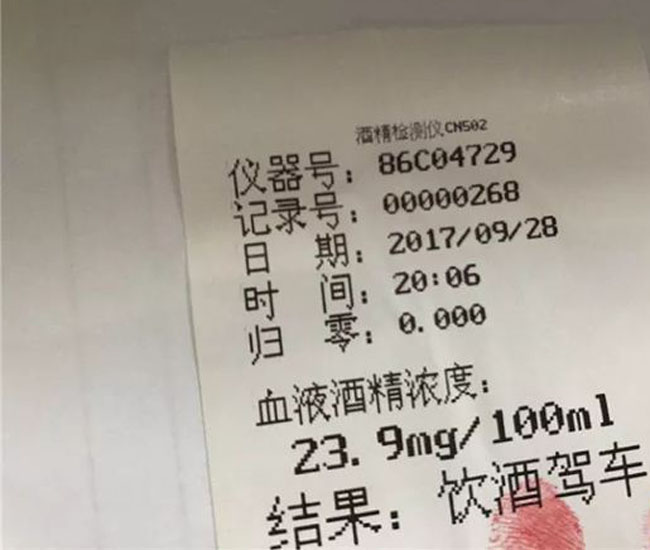 酒精检测仪CN502
仪器号：86C04729
记录号：00000268
日 期：2017/09/28
时 间：20:06
归 零：0.000
血液酒精浓度：
23.9mg/100ml
结果：饮酒驾车